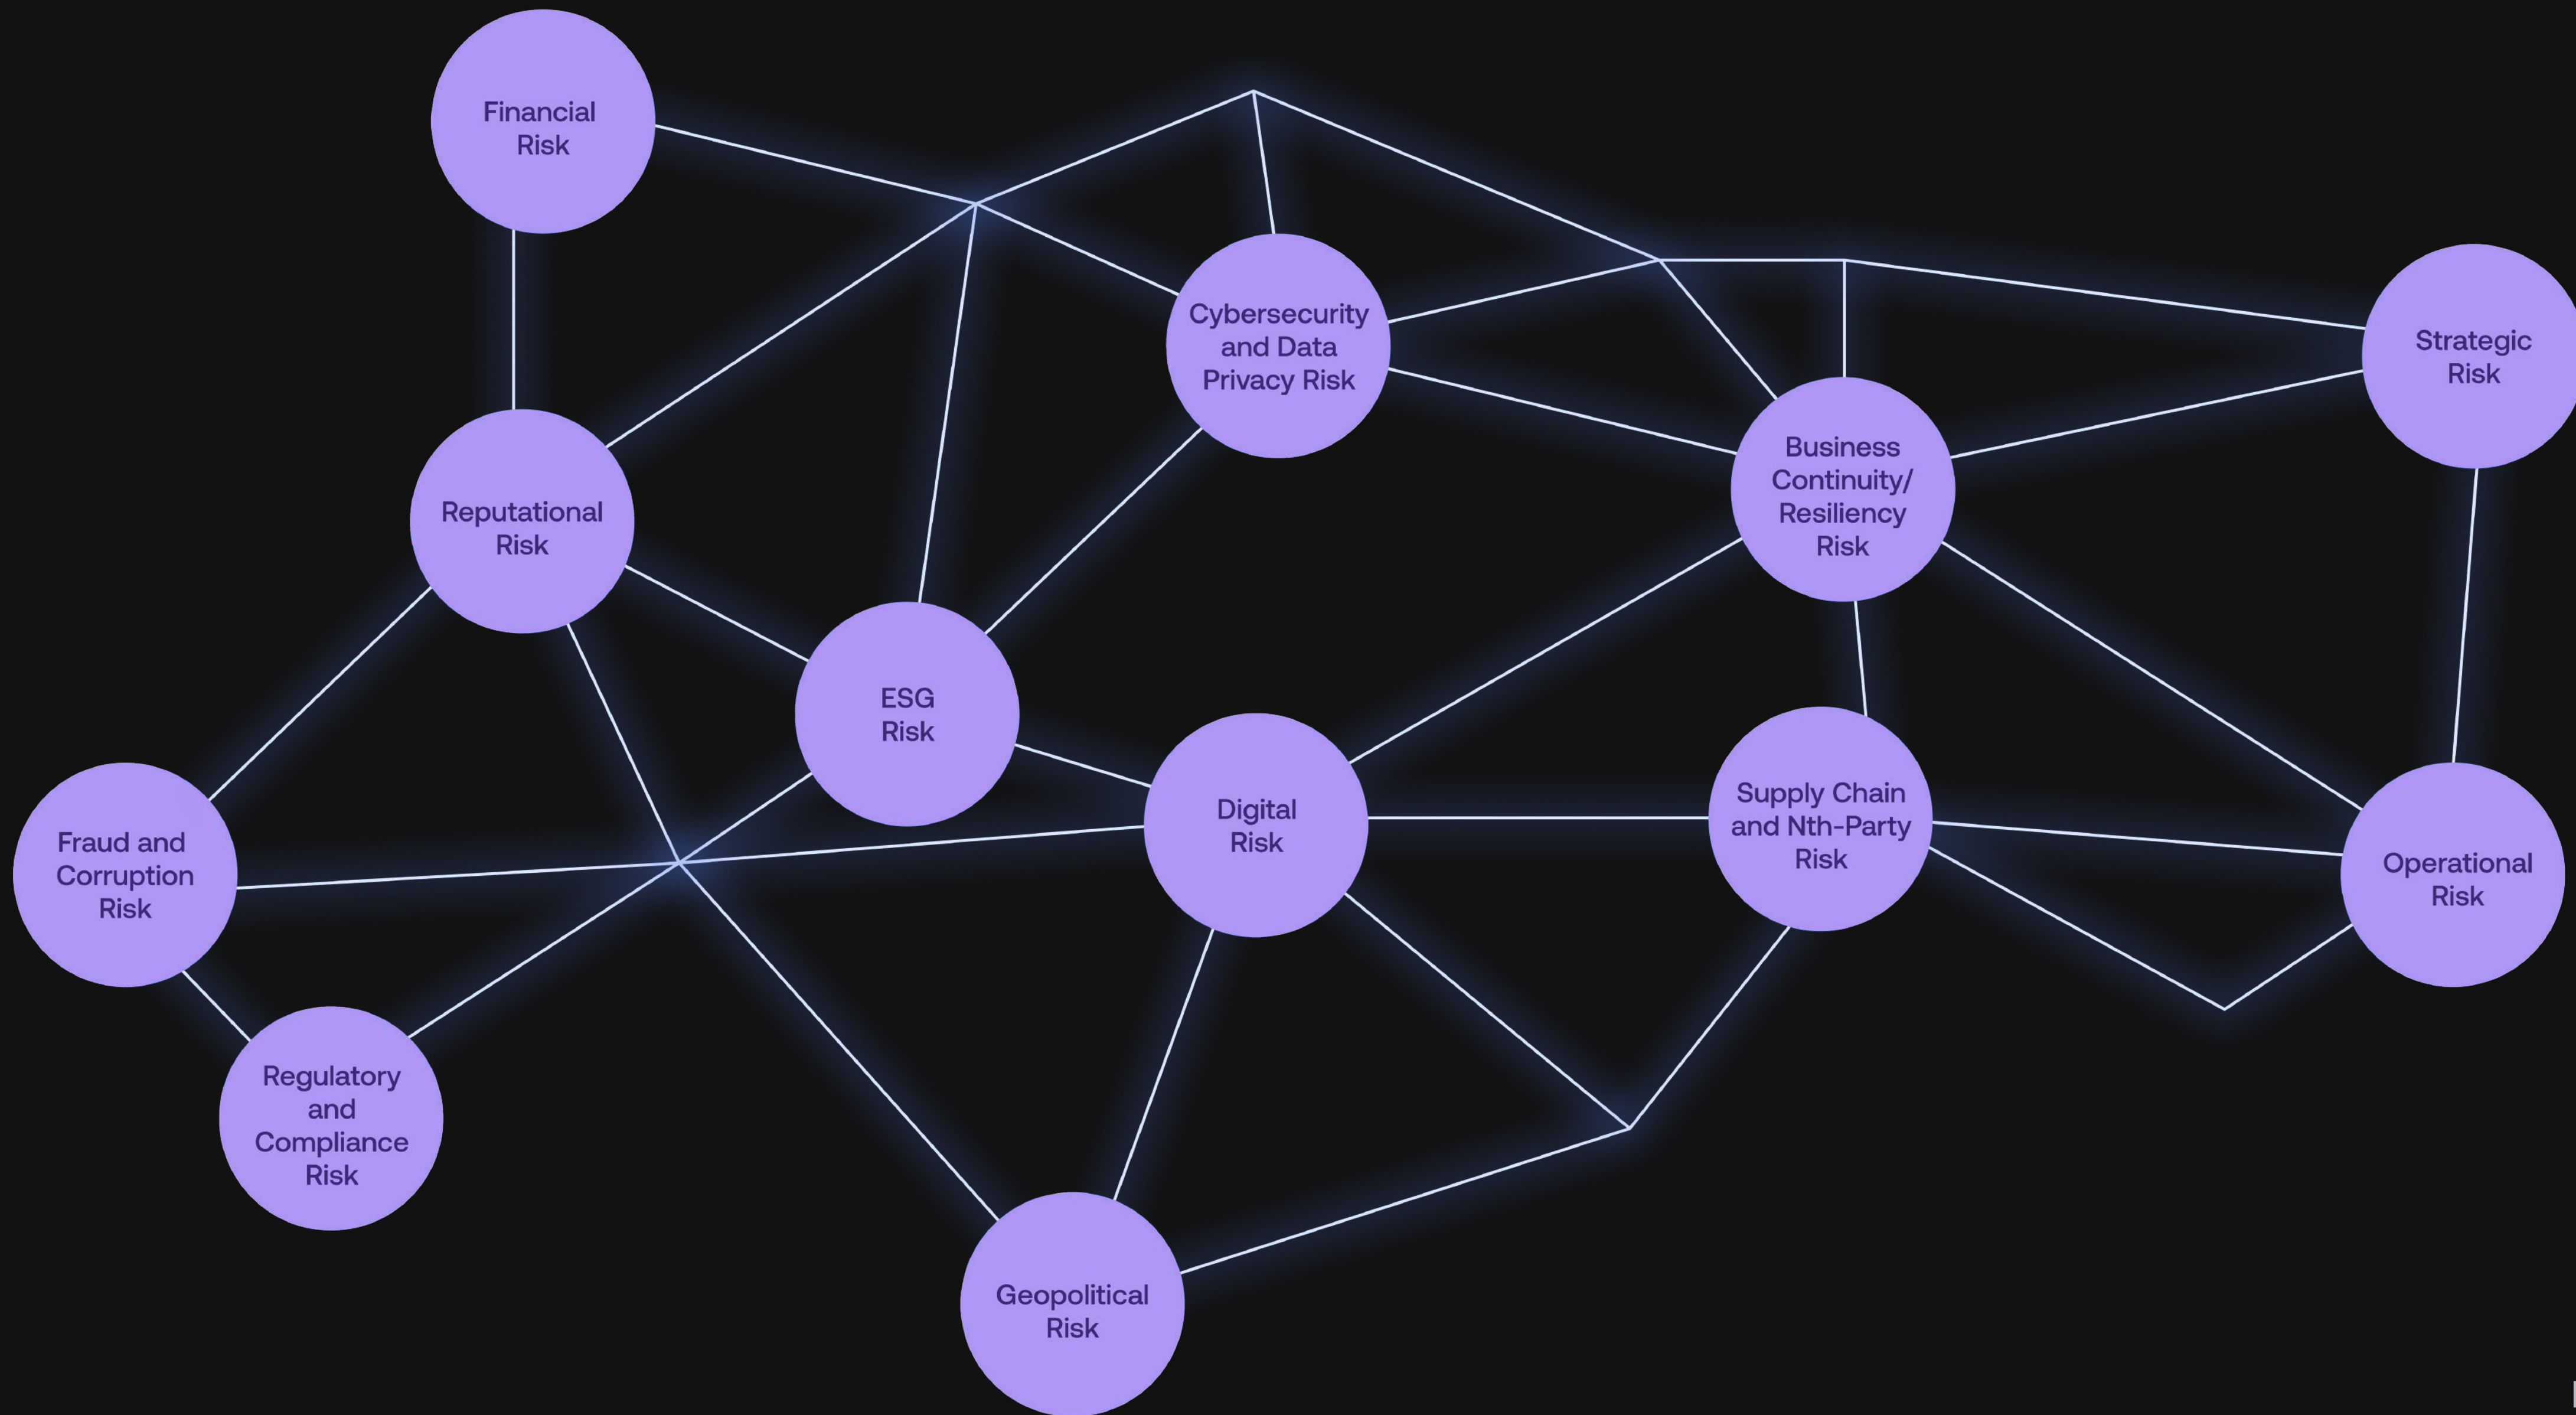 Financial
Risk
Cybersecurity
and Data
Privacy Risk
Strategic
Risk
Business
Continuity/
Resiliency
Risk
Reputational
Risk
ESG
Risk
Digital
Risk
Supply Chain
and Nth-Party
Risk
Fraud and
Corruption
Risk
Operational
Risk
Regulatory
and
Compliance
Risk
Geopolitical
Risk